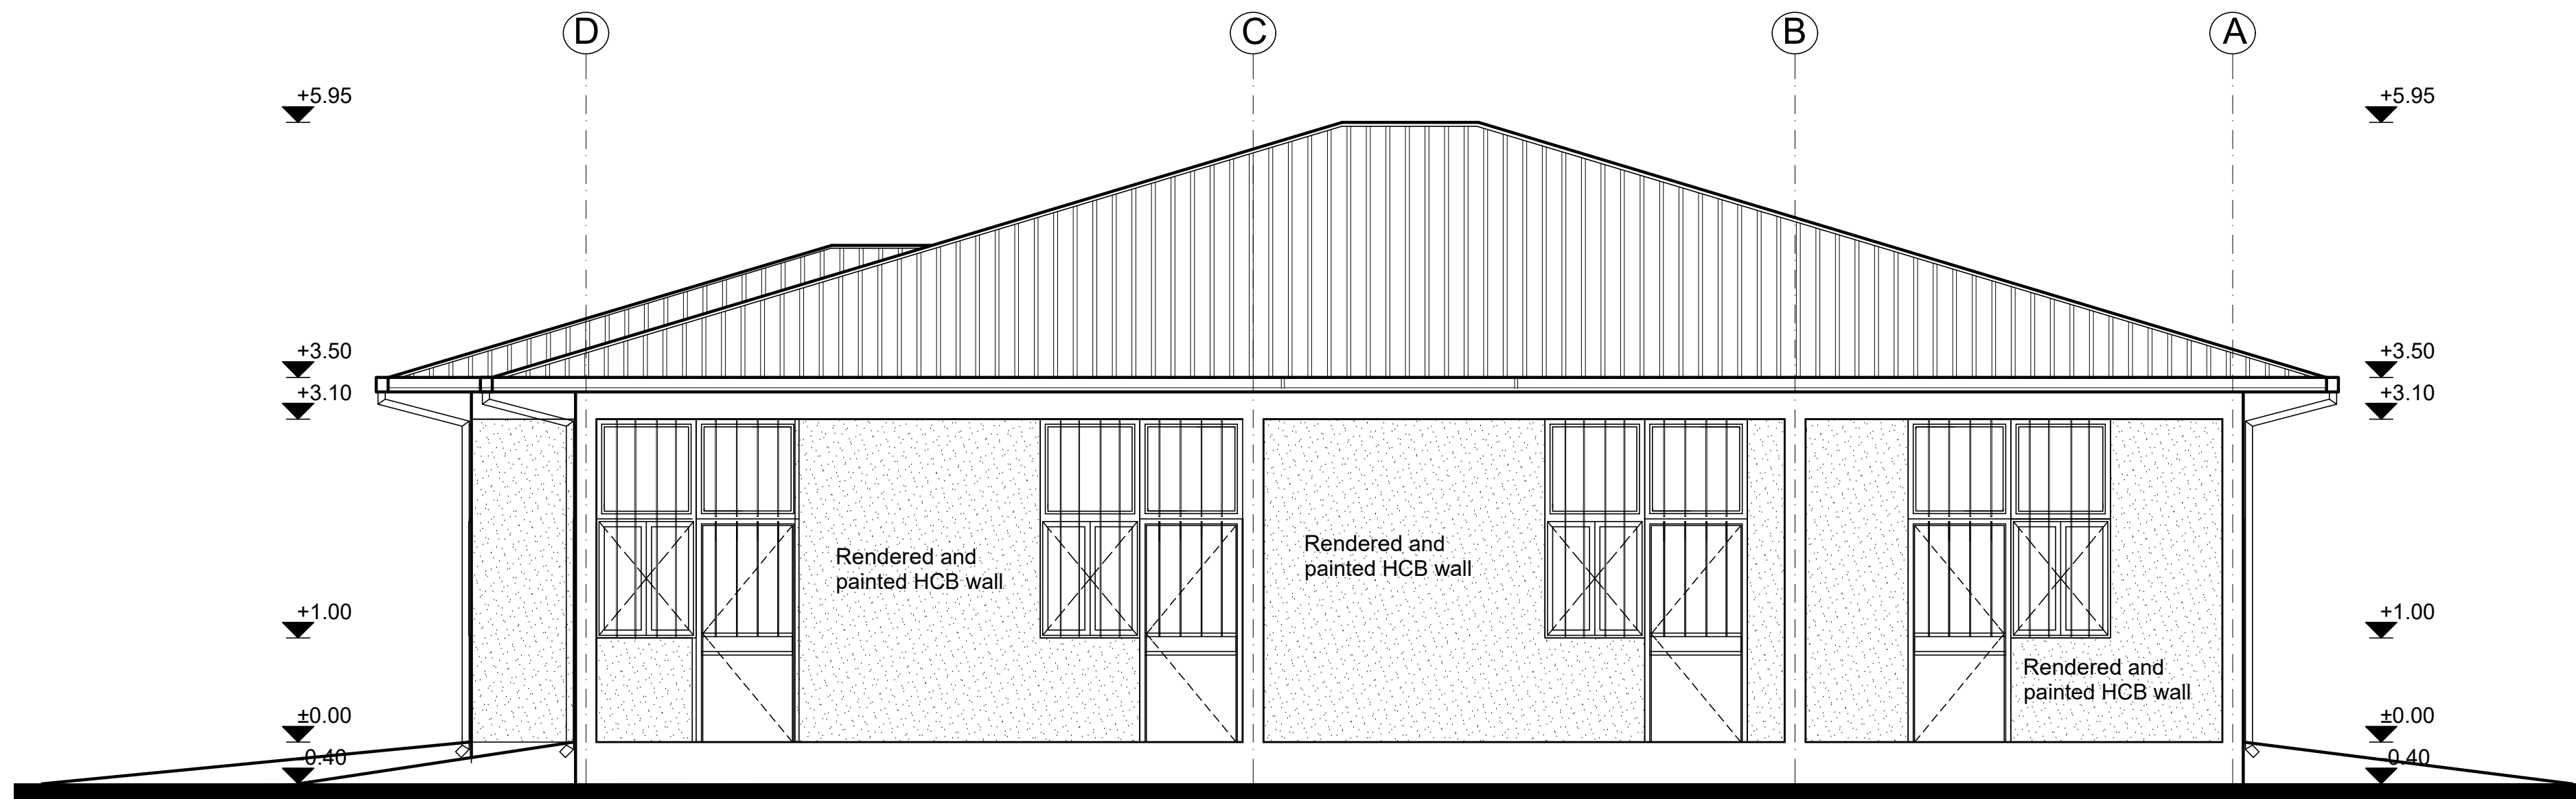 D
C
B
A
+5.95
+5.95
+3.50
+3.50
+3.10
+3.10
Rendered and
painted HCB wall
Rendered and
painted HCB wall
+1.00
+1.00
Rendered and
painted HCB wall
±0.00
±0.00
-0.40
-0.40